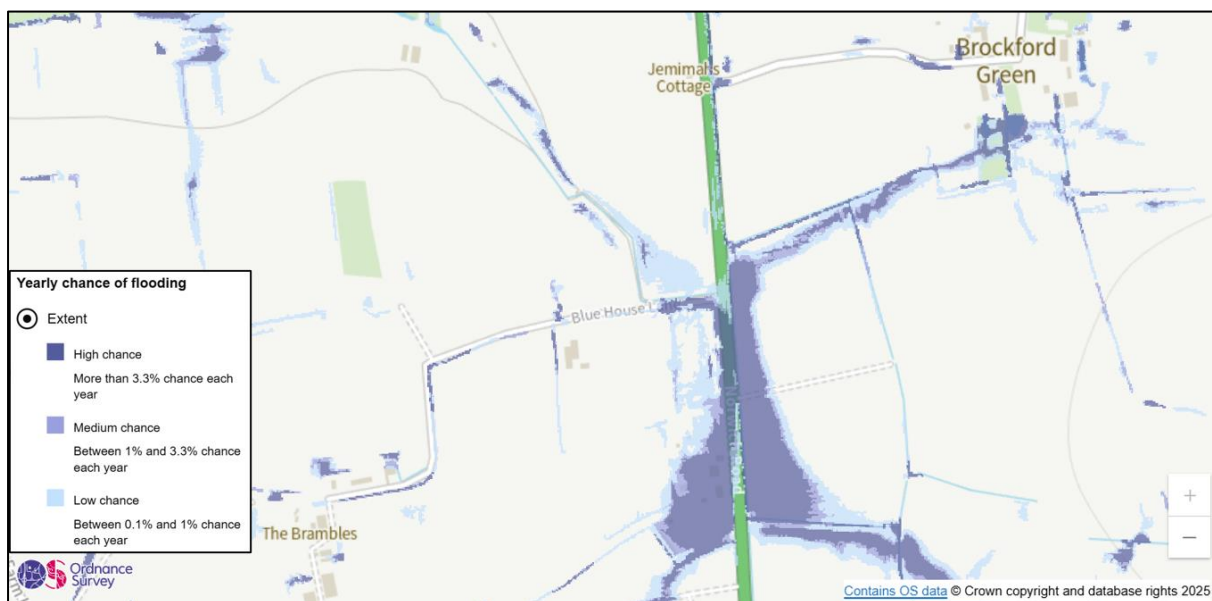 Jemimahs
Cottage
Brockford
Green
Blue House L
The Brambles
Yearly chance of flooding
Extent
High chance
More than 3.3% chance each
year
Medium chance
Between 1% and 3.3% chance
each year
Low chance
Between 0.1% and 1% chance
each year
Ordnance
Survey
+
−
Contains OS data © Crown copyright and database rights 2025